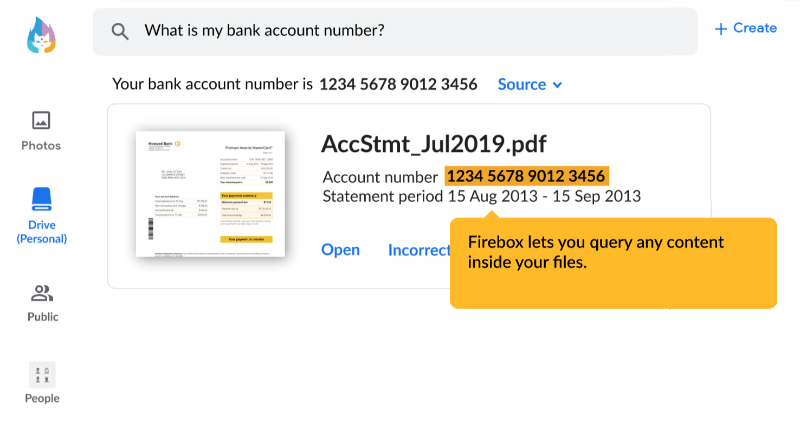 What is my bank account number?
+ Create
Your bank account number is 1234 5678 9012 3456 Source
Photos
Drive
(Personal)
Public
People
Howard Bank
AccStmt_Jul2019.pdf
Account number 1234 5678 9012 3456
Statement period 15 Aug 2013 - 15 Sep 2013
Open Incorrect
Firebox lets you query any content
inside your files.